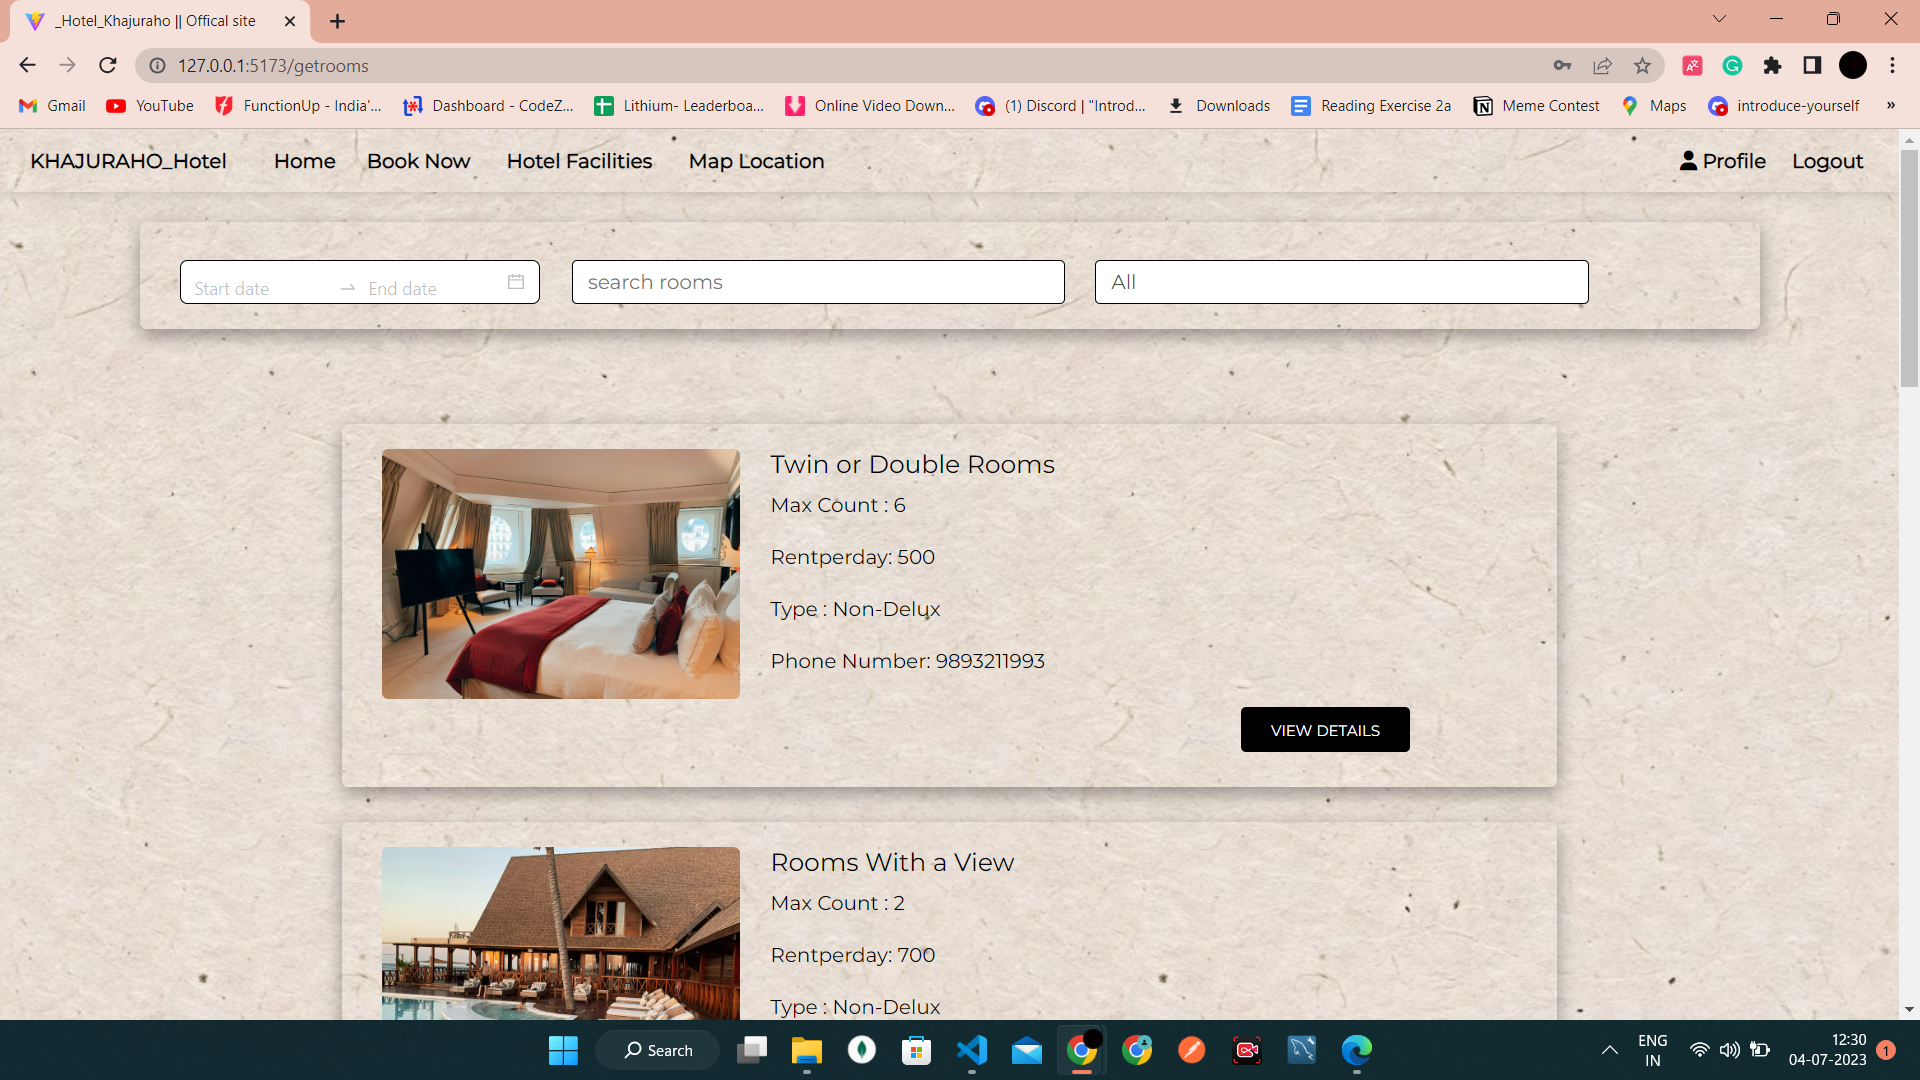 _Hotel_Khajuraho || Offical site
127.0.0.1:5173/getrooms
Gmail
YouTube
FunctionUp - India'...
Dashboard - CodeZ...
Lithium- Leaderboa...
Online Video Down...
(1) Discord | "Introd...
Downloads
Reading Exercise 2a
Meme Contest
Maps
introduce-yourself
»
KHAJURAHO_Hotel
Home
Book Now
Hotel Facilities
Map Location
Profile
Logout
Start date
End date
search rooms
All
Twin or Double Rooms
Max Count : 6
Rentperday: 500
Type : Non-Delux
Phone Number: 9893211993
VIEW DETAILS
Rooms With a View
Max Count : 2
Rentperday: 700
Type : Non-Delux
Search
ENG
IN
12:30
04-07-2023
1